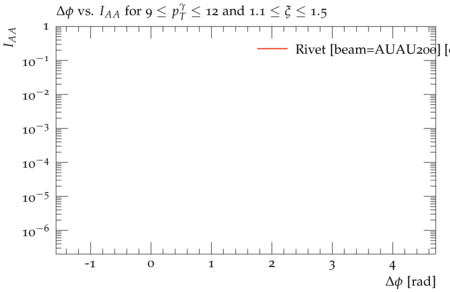 Δϕ vs. I_AA for 9 ≤ p_T^γ ≤ 12 and 1.1 ≤ ξ ≤ 1.5
I_AA
1
Rivet [beam=AUAU200] [
10^−1
10^−2
10^−3
10^−4
10^−5
10^−6
-1 0 1 2 3 4
Δϕ [rad]